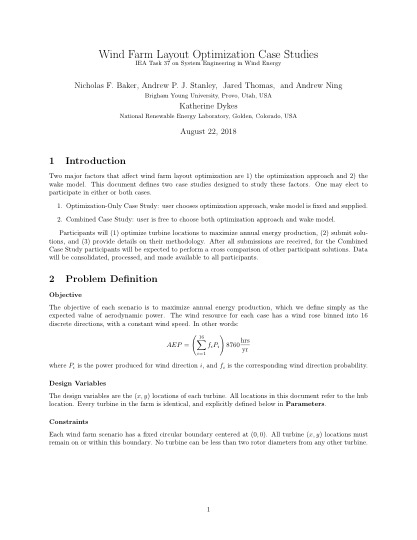 Wind Farm Layout Optimization Case Studies
IEA Task 37 on System Engineering in Wind Energy
Nicholas F. Baker, Andrew P. J. Stanley, Jared Thomas, and Andrew Ning
Brigham Young University, Provo, Utah, USA
Katherine Dykes
National Renewable Energy Laboratory, Golden, Colorado, USA
August 22, 2018
1 Introduction
Two major factors that affect wind farm layout optimization are 1) the optimization approach and 2) the
wake model. This document defines two case studies designed to study these factors. One may elect to
participate in either or both cases.
1. Optimization-Only Case Study: user chooses optimization approach, wake model is fixed and supplied.
2. Combined Case Study: user is free to choose both optimization approach and wake model.
Participants will (1) optimize turbine locations to maximize annual energy production, (2) submit solu-
tions, and (3) provide details on their methodology. After all submissions are received, for the Combined
Case Study participants will be expected to perform a cross comparison of other participant solutions. Data
will be consolidated, processed, and made available to all participants.
2 Problem Definition
Objective
The objective of each scenario is to maximize annual energy production, which we define simply as the
expected value of aerodynamic power. The wind resource for each case has a wind rose binned into 16
discrete directions, with a constant wind speed. In other words:
AEP = (∑_{i=1}^{16} f_i P_i) 8760 hrs/yr
where P_i is the power produced for wind direction i, and f_i is the corresponding wind direction probability.
Design Variables
The design variables are the (x, y) locations of each turbine. All locations in this document refer to the hub
location. Every turbine in the farm is identical, and explicitly defined below in Parameters.
Constraints
Each wind farm scenario has a fixed circular boundary centered at (0, 0). All turbine (x, y) locations must
remain on or within this boundary. No turbine can be less than two rotor diameters from any other turbine.
1